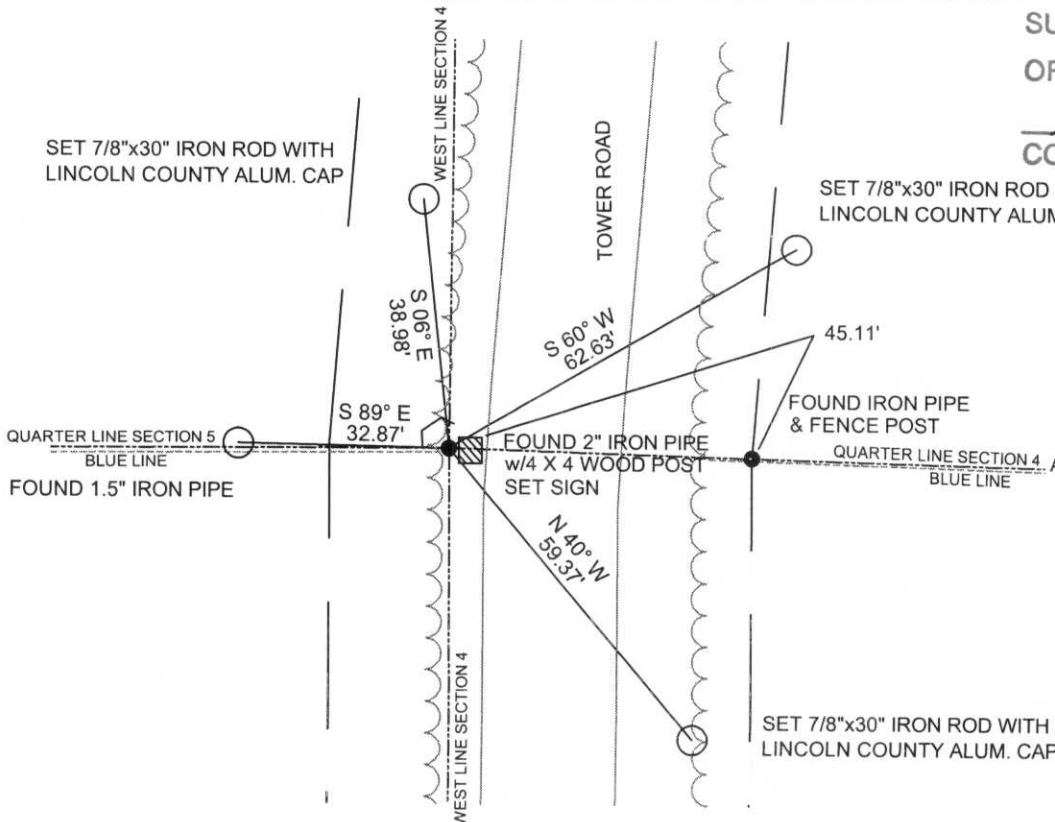 SU
OF
CO
WEST LINE SECTION 4
SET 7/8"x30" IRON ROD WITH
LINCOLN COUNTY ALUM. CAP
TOWER ROAD
SET 7/8"x30" IRON ROD
LINCOLN COUNTY ALUM
S 06° E
38.98'
S 60° W
62.63'
45.11'
S 89° E
32.87'
FOUND IRON PIPE
& FENCE POST
QUARTER LINE SECTION 5
BLUE LINE
FOUND 2" IRON PIPRE
w/4 X 4 WOOD POST
SET SIGN
QUARTER LINE SECTION 4
BLUE LINE
FOUND 1.5" IRON PIPE
N 40° W
59.37'
WEST LINE SECTION 4
SET 7/8"x30" IRON ROD WITH
LINCOLN COUNTY ALUM. CAP